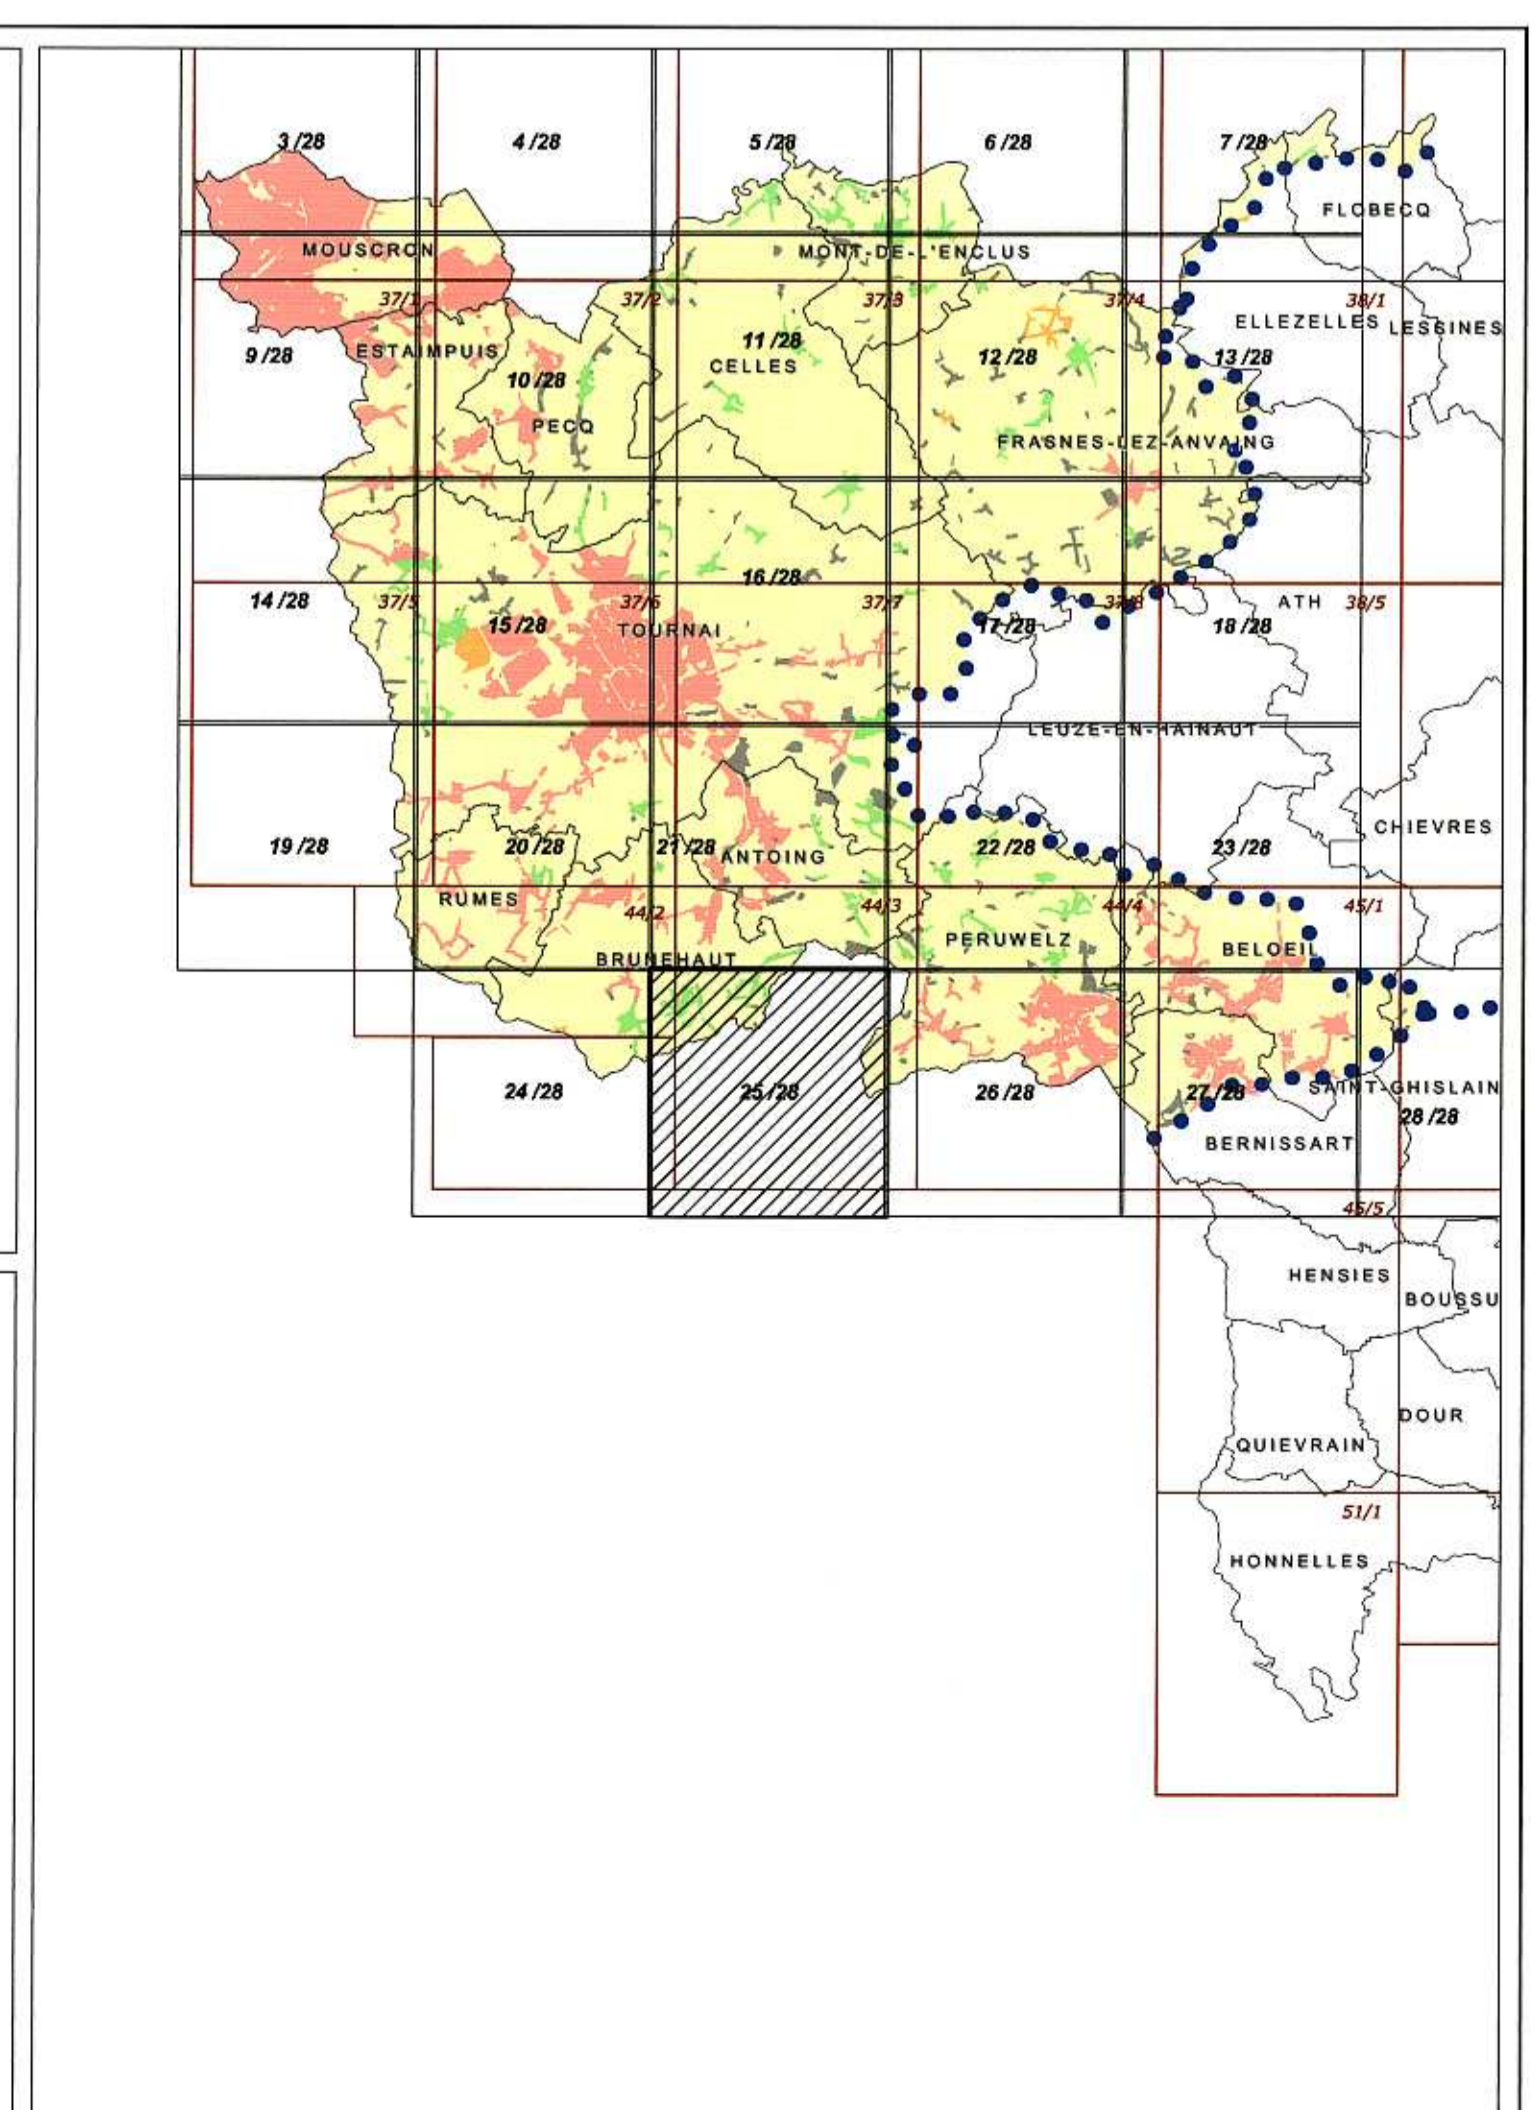 3 /28
4 /28
5 /28
6 /28
7 /28
FLOBECQ
MOUSCRON
MONT-DE-L'ENCLUS
37/1
37/2
37/3
37/4
38/1
ELLEZELLES
LESSINES
9 /28
ESTAIMPUIS
11 /28
12 /28
13 /28
CELLES
10 /28
PECQ
FRASNES-LEZ-ANVAING
16 /28
14 /28
37/5
37/6
37/7
37/8
ATH
38/5
15 /28
TOURNAI
17 /28
18 /28
LEUZE-EN-HAINAUT
CHIEVRES
19 /28
20 /28
21 /28
ANTOING
22 /28
23 /28
RUMES
44/2
44/3
44/4
45/1
PERUWELZ
BELOEIL
BRUNEHAUT
24 /28
25 /28
26 /28
27 /28
SAINT-GHISLAIN
28 /28
BERNISSART
45/5
HENSIES
BOUSSU
DOUR
QUIEVRAIN
51/1
HONNELLES